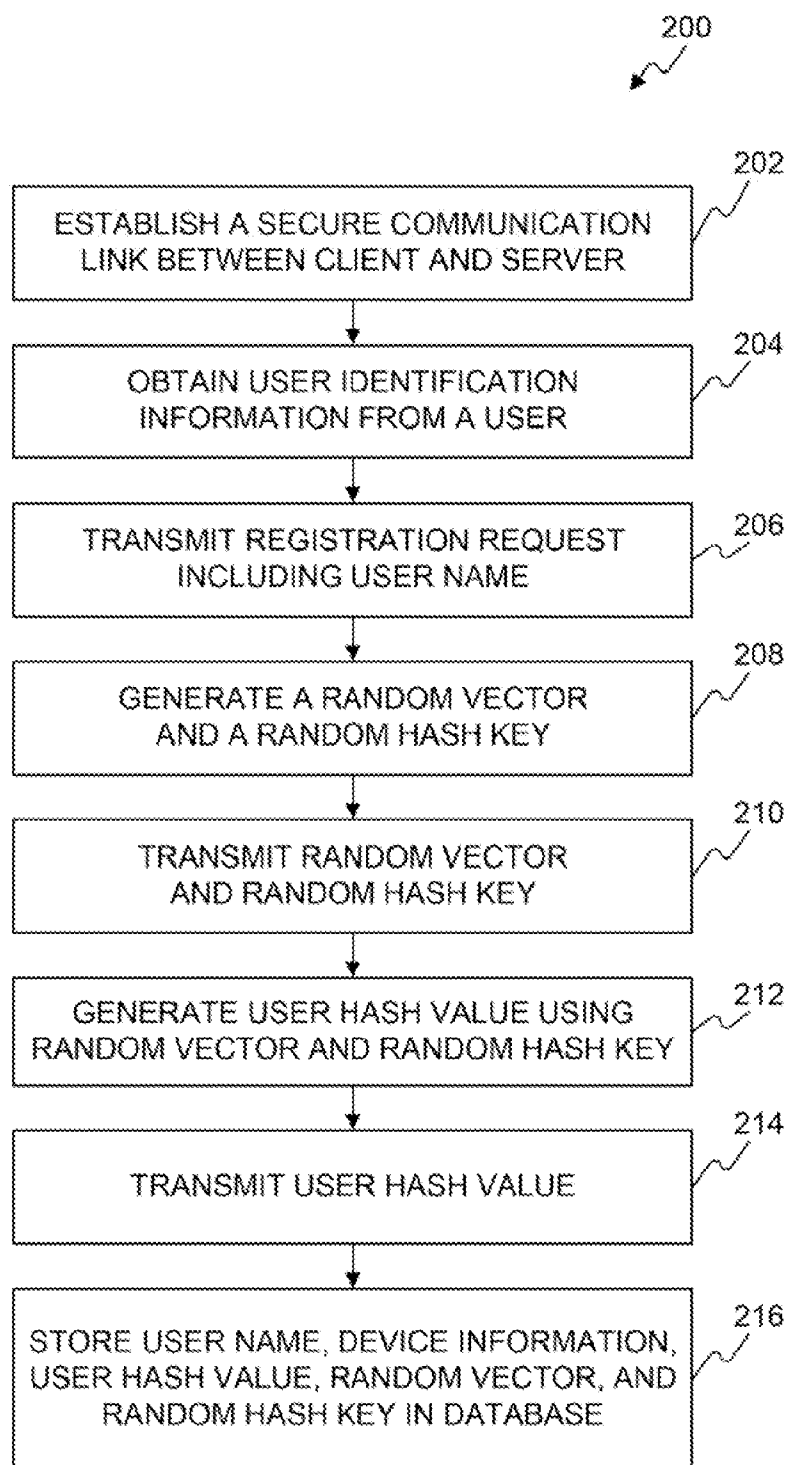 200
202
ESTABLISH A SECURE COMMUNICATION
LINK BETWEEN CLIENT AND SERVER
204
OBTAIN USER IDENTIFICATION
INFORMATION FROM A USER
206
TRANSMIT REGISTRATION REQUEST
INCLUDING USER NAME
208
GENERATE A RANDOM VECTOR
AND A RANDOM HASH KEY
210
TRANSMIT RANDOM VECTOR
AND RANDOM HASH KEY
212
GENERATE USER HASH VALUE USING
RANDOM VECTOR AND RANDOM HASH KEY
214
TRANSMIT USER HASH VALUE
216
STORE USER NAME, DEVICE INFORMATION,
USER HASH VALUE, RANDOM VECTOR, AND
RANDOM HASH KEY IN DATABASE